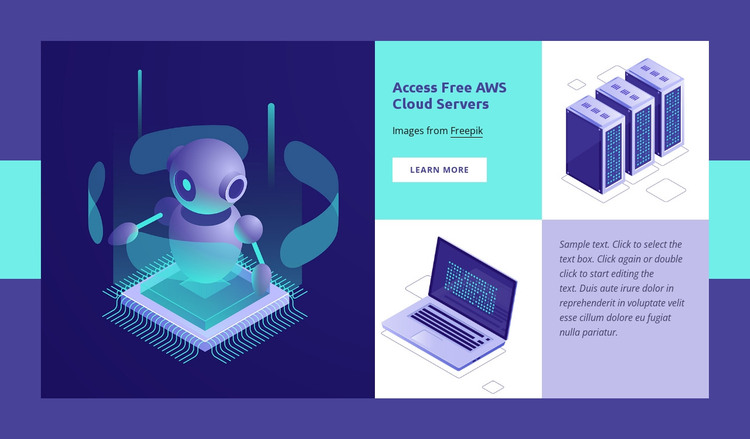 Access Free AWS
Cloud Servers
Images from Freepik
LEARN MORE
Sample text. Click to select the
text box. Click again or double
click to start editing the
text. Duis aute irure dolor in
reprehenderit in voluptate velit
esse cillum dolore eu fugiat
nulla pariatur.